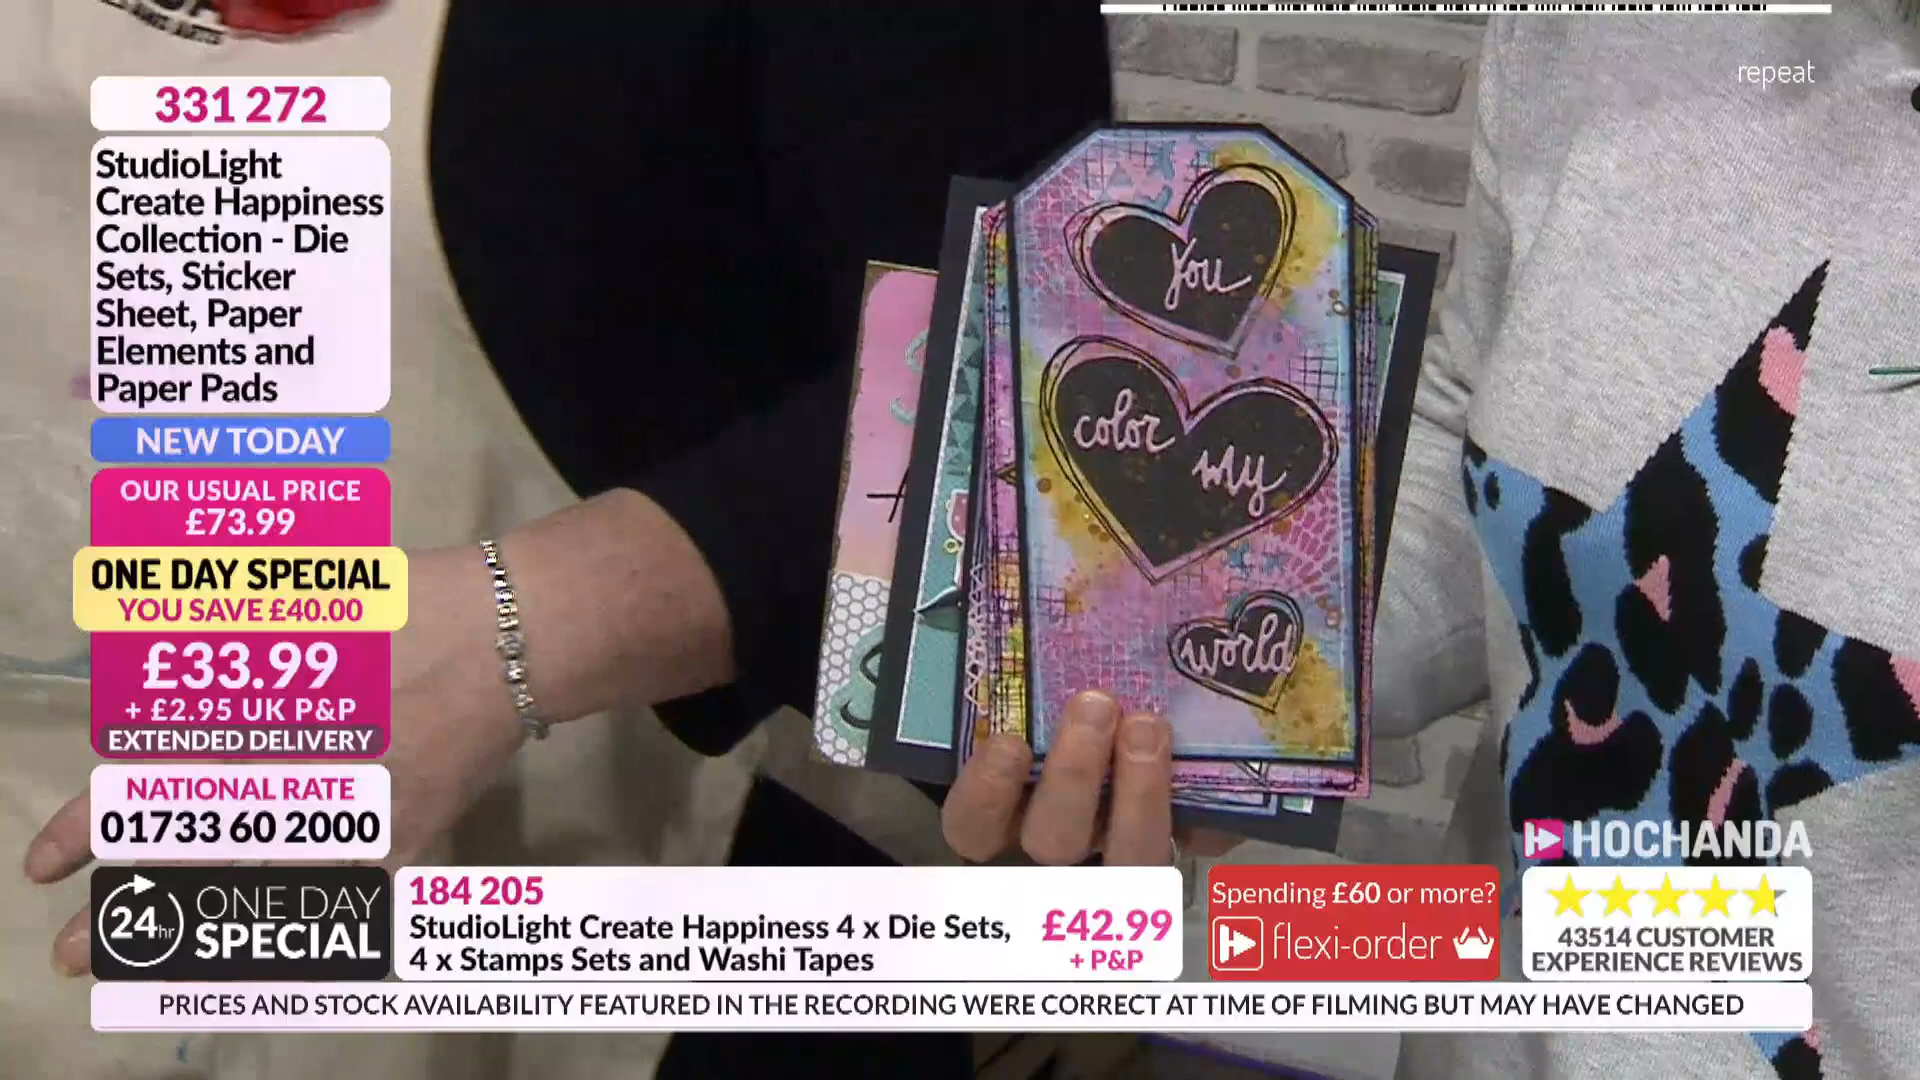 repeat
331 272
StudioLight
Create Happiness
Collection - Die
Sets, Sticker
Sheet, Paper
Elements and
Paper Pads
NEW TODAY
OUR USUAL PRICE
£73.99
ONE DAY SPECIAL
YOU SAVE £40.00
£33.99
+ £2.95 UK P&P
EXTENDED DELIVERY
NATIONAL RATE
01733 60 2000
you
color
my
world
HOCHANDA
24hr
ONE DAY
SPECIAL
184 205
StudioLight Create Happiness 4 x Die Sets,
4 x Stamps Sets and Washi Tapes
£42.99
+ P&P
Spending £60 or more?
flexi-order
43514 CUSTOMER
EXPERIENCE REVIEWS
PRICES AND STOCK AVAILABILITY FEATURED IN THE RECORDING WERE CORRECT AT TIME OF FILMING BUT MAY HAVE CHANGED